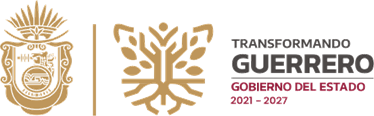 TRANSFORMANDO
GUERRERO
GOBIERNO DEL ESTADO
2021 – 2027